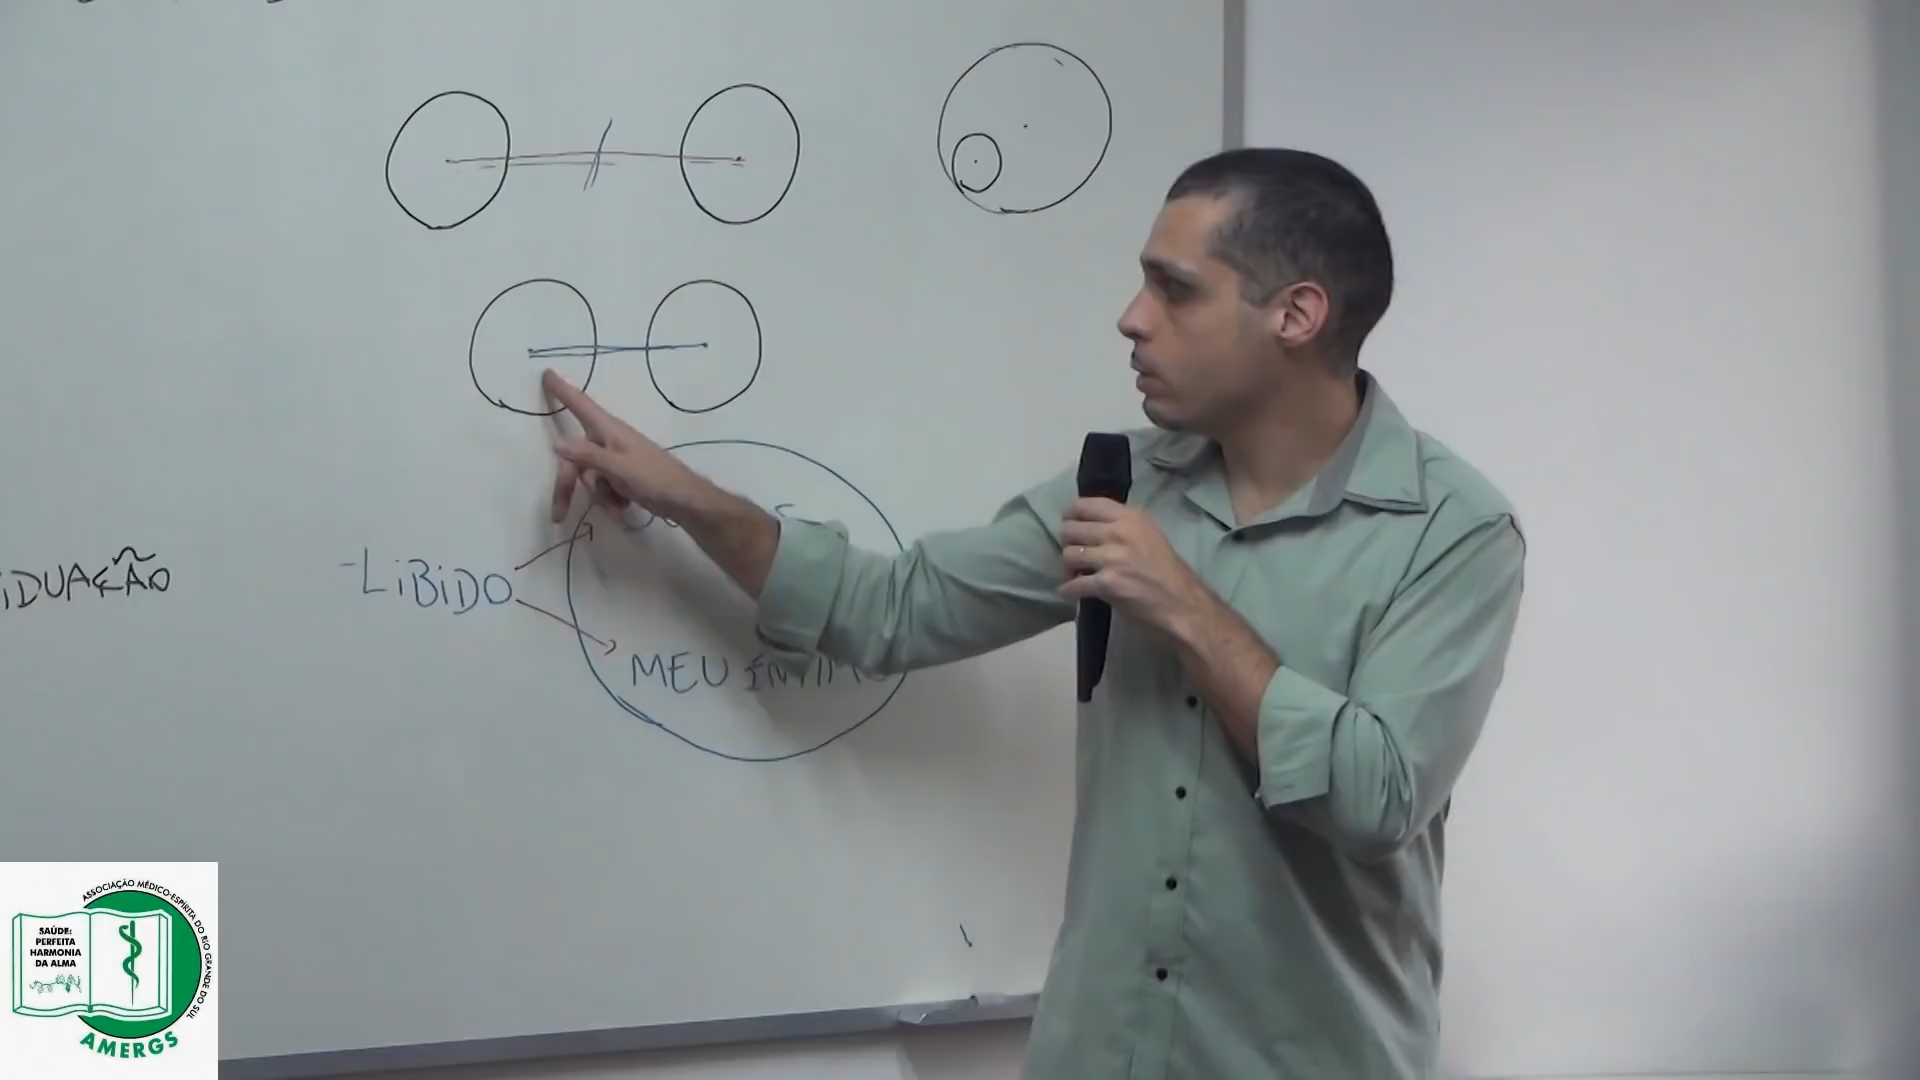 IDUAÇÃO
-LIBIDO
MEU ÍNTIMO
ASSOCIAÇÃO MÉDICO-ESPÍRITA DO RIO GRANDE DO SUL
SAÚDE:
PERFEITA
HARMONIA
DA ALMA
AMERGS